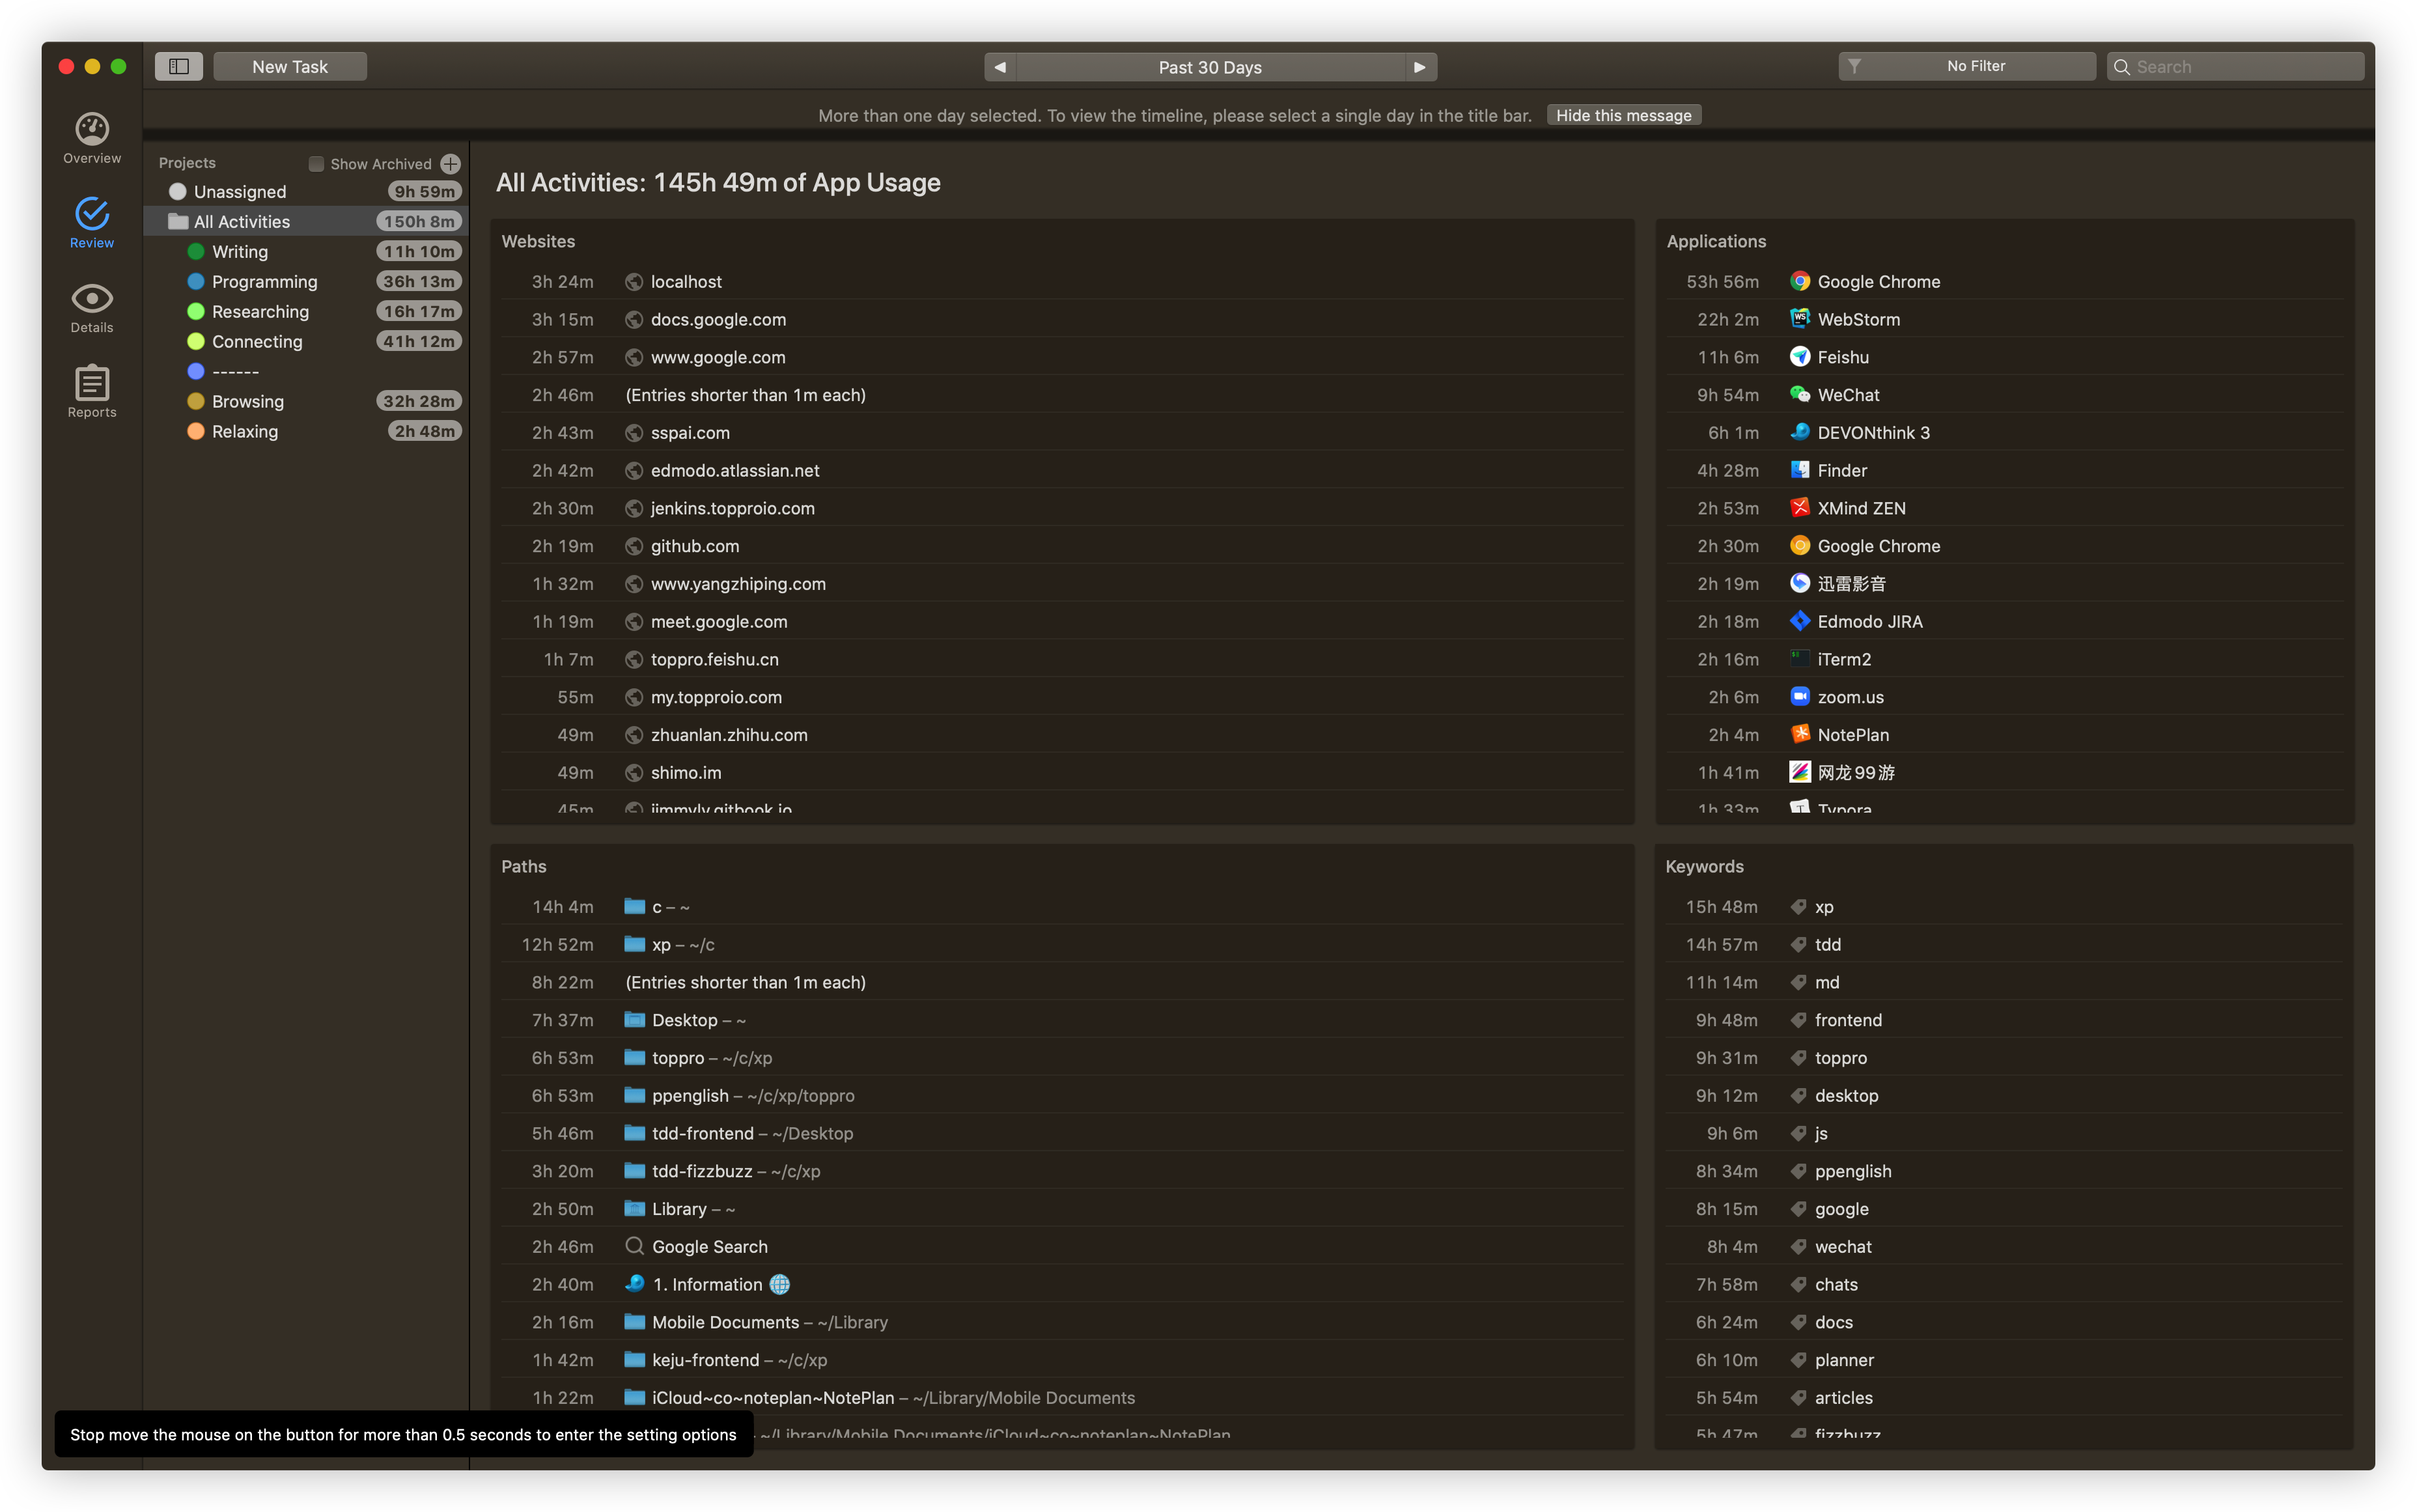 New Task
Past 30 Days
No Filter
Search
More than one day selected. To view the timeline, please select a single day in the title bar. Hide this message
Overview
Review
Details
Reports
Projects Show Archived
Unassigned 9h 59m
All Activities 150h 8m
Writing 11h 10m
Programming 36h 13m
Researching 16h 17m
Connecting 41h 12m
------
Browsing 32h 28m
Relaxing 2h 48m
All Activities: 145h 49m of App Usage
Websites
3h 24m localhost
3h 15m docs.google.com
2h 57m www.google.com
2h 46m (Entries shorter than 1m each)
2h 43m sspai.com
2h 42m edmodo.atlassian.net
2h 30m jenkins.topproio.com
2h 19m github.com
1h 32m www.yangzhiping.com
1h 19m meet.google.com
1h 7m toppro.feishu.cn
55m my.topproio.com
49m zhuanlan.zhihu.com
49m shimo.im
45m jimmylv.gitbook.io
Applications
53h 56m Google Chrome
22h 2m WebStorm
11h 6m Feishu
9h 54m WeChat
6h 1m DEVONthink 3
4h 28m Finder
2h 53m XMind ZEN
2h 30m Google Chrome
2h 19m 迅雷影音
2h 18m Edmodo JIRA
2h 16m iTerm2
2h 6m zoom.us
2h 4m NotePlan
1h 41m 网龙99游
1h 33m Typora
Paths
14h 4m c – ~
12h 52m xp – ~/c
8h 22m (Entries shorter than 1m each)
7h 37m Desktop – ~
6h 53m toppro – ~/c/xp
6h 53m ppenglish – ~/c/xp/toppro
5h 46m tdd-frontend – ~/Desktop
3h 20m tdd-fizzbuzz – ~/c/xp
2h 50m Library – ~
2h 46m Google Search
2h 40m 1. Information
2h 16m Mobile Documents – ~/Library
1h 42m keju-frontend – ~/c/xp
1h 22m iCloud~co~noteplan~NotePlan – ~/Library/Mobile Documents
~/Library/Mobile Documents/iCloud~co~noteplan~NotePlan
Keywords
15h 48m xp
14h 57m tdd
11h 14m md
9h 48m frontend
9h 31m toppro
9h 12m desktop
9h 6m js
8h 34m ppenglish
8h 15m google
8h 4m wechat
7h 58m chats
6h 24m docs
6h 10m planner
5h 54m articles
5h 47m fizzbuzz
Stop move the mouse on the button for more than 0.5 seconds to enter the setting options